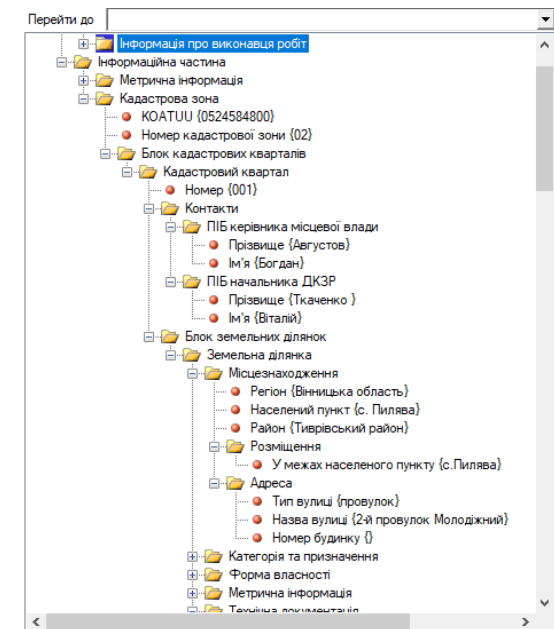 Перейти до
Інформація про виконавця робіт
Інформаційна частина
Метрична інформація
Кадастрова зона
KOATUU {0524584800}
Номер кадастрової зони {02}
Блок кадастрових кварталів
Кадастровий квартал
Номер {001}
Контакти
ПІБ керівника місцевої влади
Прізвище {Августов}
Ім'я {Богдан}
ПІБ начальника ДКЗР
Прізвище {Ткаченко }
Ім'я {Віталій}
Блок земельних ділянок
Земельна ділянка
Місцезнаходження
Регіон {Вінницька область}
Населений пункт {с. Пилява}
Район {Тиврівський район}
Розміщення
У межах населеного пункту {с.Пилява}
Адреса
Тип вулиці {провулок}
Назва вулиці {2-й провулок Молодіжний}
Номер будинку {}
Категорія та призначення
Форма власності
Метрична інформація
Технічна документація